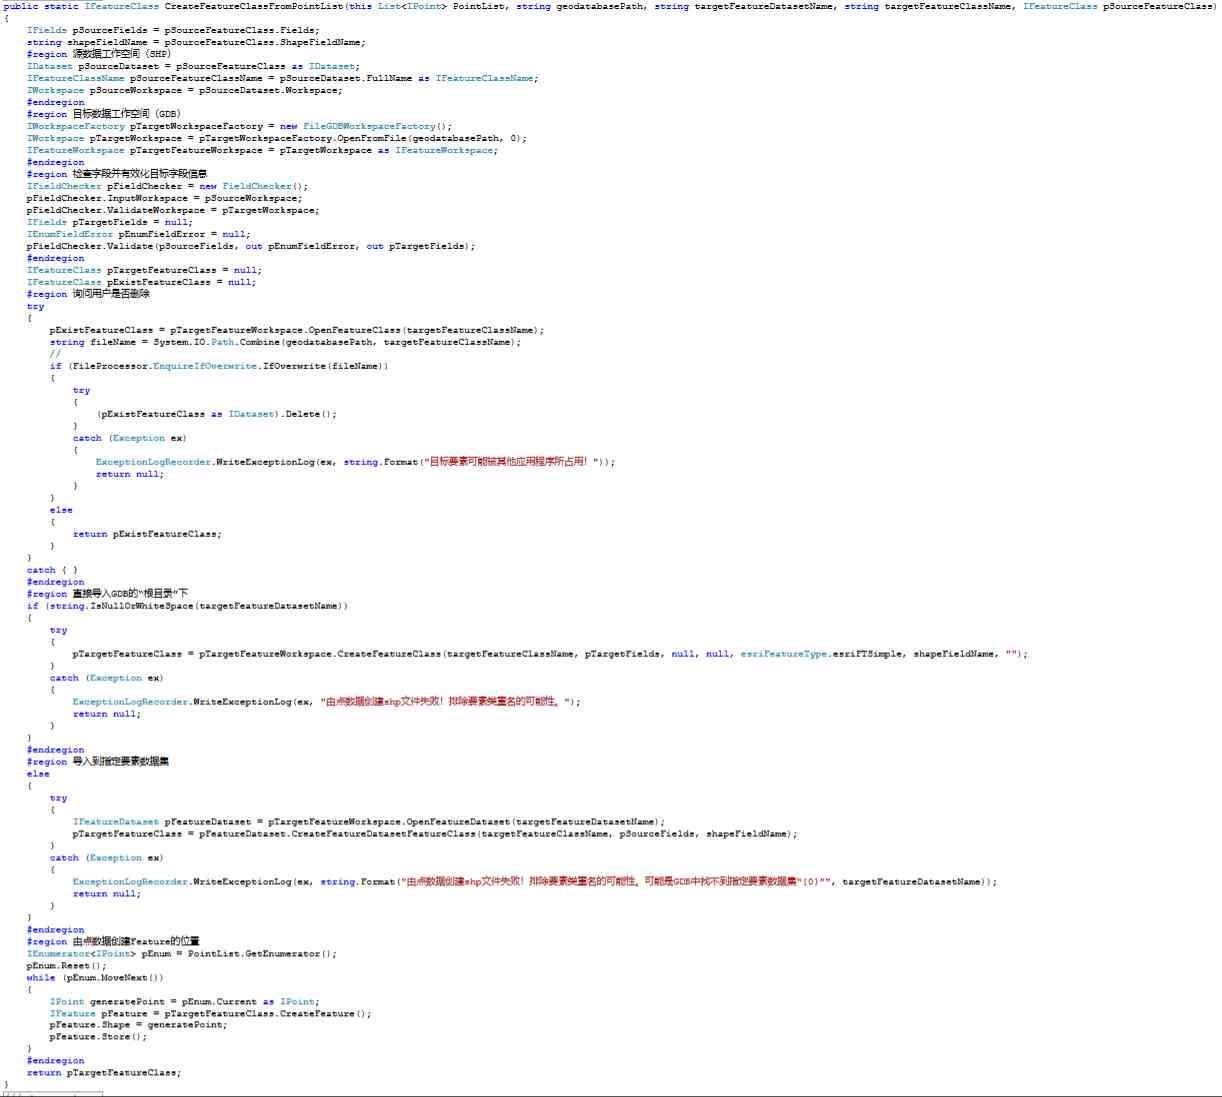 public static IFeatureClass CreateFeatureClassFromPointList(this List<IPoint> PointList, string geodatabasePath, string targetFeatureDatasetName, string targetFeatureClassName, IFeatureClass pSourceFeatureClass)
{
IFields pSourceFields = pSourceFeatureClass.Fields;
string shapeFieldName = pSourceFeatureClass.ShapeFieldName;
#region 源数据工作空间（SHP）
IDataset pSourceDataset = pSourceFeatureClass as IDataset;
IFeatureClassName pSourceFeatureClassName = pSourceDataset.FullName as IFeatureClassName;
IWorkspace pSourceWorkspace = pSourceDataset.Workspace;
#endregion
#region 目标数据工作空间（GDB）
IWorkspaceFactory pTargetWorkspaceFactory = new FileGDBWorkspaceFactory();
IWorkspace pTargetWorkspace = pTargetWorkspaceFactory.OpenFromFile(geodatabasePath, 0);
IFeatureWorkspace pTargetFeatureWorkspace = pTargetWorkspace as IFeatureWorkspace;
#endregion
#region 检查字段并有效化目标字段信息
IFieldChecker pFieldChecker = new FieldChecker();
pFieldChecker.InputWorkspace = pSourceWorkspace;
pFieldChecker.ValidateWorkspace = pTargetWorkspace;
IFields pTargetFields = null;
IEnumFieldError pEnumFieldError = null;
pFieldChecker.Validate(pSourceFields, out pEnumFieldError, out pTargetFields);
#endregion
IFeatureClass pTargetFeatureClass = null;
IFeatureClass pExistFeatureClass = null;
#region 询问用户是否删除
try
{
pExistFeatureClass = pTargetFeatureWorkspace.OpenFeatureClass(targetFeatureClassName);
string fileName = System.IO.Path.Combine(geodatabasePath, targetFeatureClassName);
//
if (FileProcessor.EnquireIfOverwrite.IfOverwrite(fileName))
{
try
{
(pExistFeatureClass as IDataset).Delete();
}
catch (Exception ex)
{
ExceptionLogRecorder.WriteExceptionLog(ex, string.Format("目标要素可能被其他应用程序所占用！"));
return null;
}
}
else
{
return pExistFeatureClass;
}
}
catch { }
#endregion
#region 直接导入GDB的“根目录”下
if (string.IsNullOrWhiteSpace(targetFeatureDatasetName))
{
try
{
pTargetFeatureClass = pTargetFeatureWorkspace.CreateFeatureClass(targetFeatureClassName, pTargetFields, null, null, esriFeatureType.esriFTSimple, shapeFieldName, "");
}
catch (Exception ex)
{
ExceptionLogRecorder.WriteExceptionLog(ex, "由点数据创建shp文件失败！排除要素类重名的可能性。");
return null;
}
}
#endregion
#region 导入到指定要素数据集
else
{
try
{
IFeatureDataset pFeatureDataset = pTargetFeatureWorkspace.OpenFeatureDataset(targetFeatureDatasetName);
pTargetFeatureClass = pFeatureDataset.CreateFeatureDatasetFeatureClass(targetFeatureClassName, pSourceFields, shapeFieldName);
}
catch (Exception ex)
{
ExceptionLogRecorder.WriteExceptionLog(ex, string.Format("由点数据创建shp文件失败！排除要素类重名的可能性。可能是GDB中找不到指定要素数据集“{0}”", targetFeatureDatasetName));
return null;
}
}
#endregion
#region 由点数据创建Feature的位置
IEnumerator<IPoint> pEnum = PointList.GetEnumerator();
pEnum.Reset();
while (pEnum.MoveNext())
{
IPoint generatePoint = pEnum.Current as IPoint;
IFeature pFeature = pTargetFeatureClass.CreateFeature();
pFeature.Shape = generatePoint;
pFeature.Store();
}
#endregion
return pTargetFeatureClass;
}